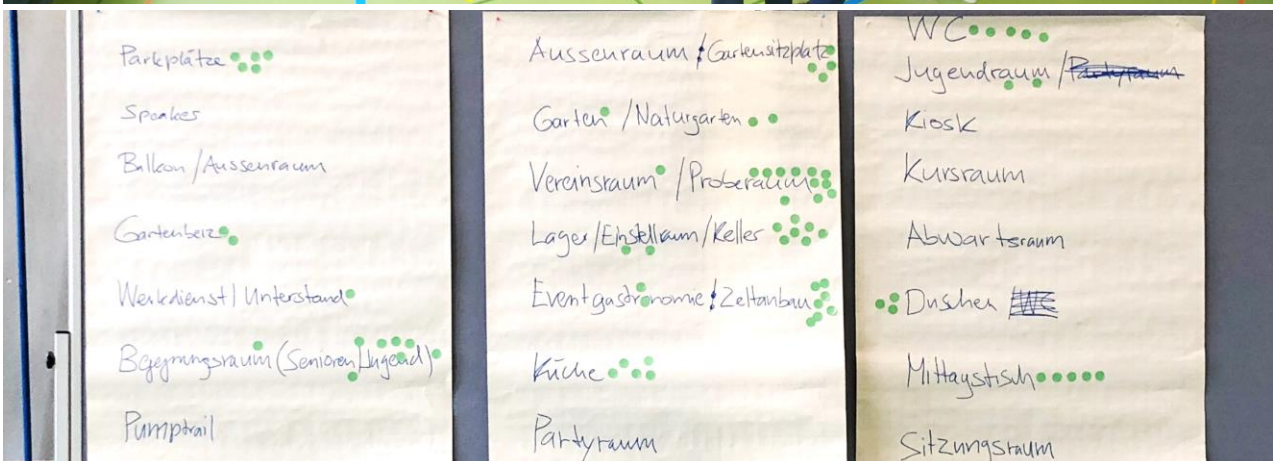 Parkplätze
Speakes
Balkon / Aussenraum
Gartenbeiz
Werkdienst / Unterstand
Begegnungsraum (Senioren / Jugend)
Pumptrail
Aussenraum / Gartensitzplatz
Garten / Naturgarten
Vereinsraum / Proberaum
Lager / Einstellraum / Keller
Eventgastronomie / Zeltanbau
Küche
Partyraum
WC
Jugendraum / Partyraum
Kiosk
Kursraum
Abwartsraum
Duschen WC
Mittagstisch
Sitzungsraum